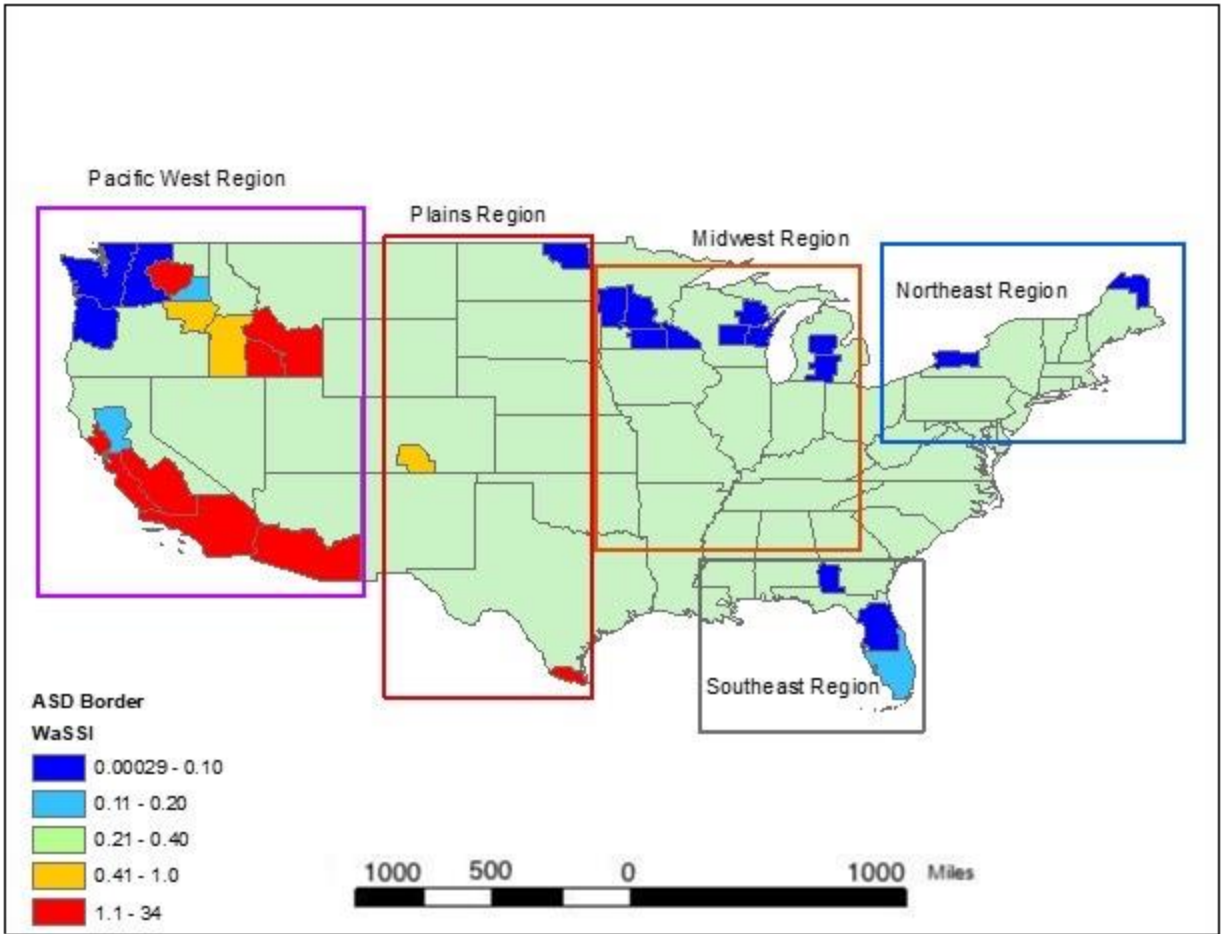 Pacific West Region
Plains Region
Midwest Region
Northeast Region
Southeast Region
ASD Border
WaSSI
0.00029 - 0.10
0.11 - 0.20
0.21 - 0.40
0.41 - 1.0
1.1 - 34
1000 500 0 1000 Miles